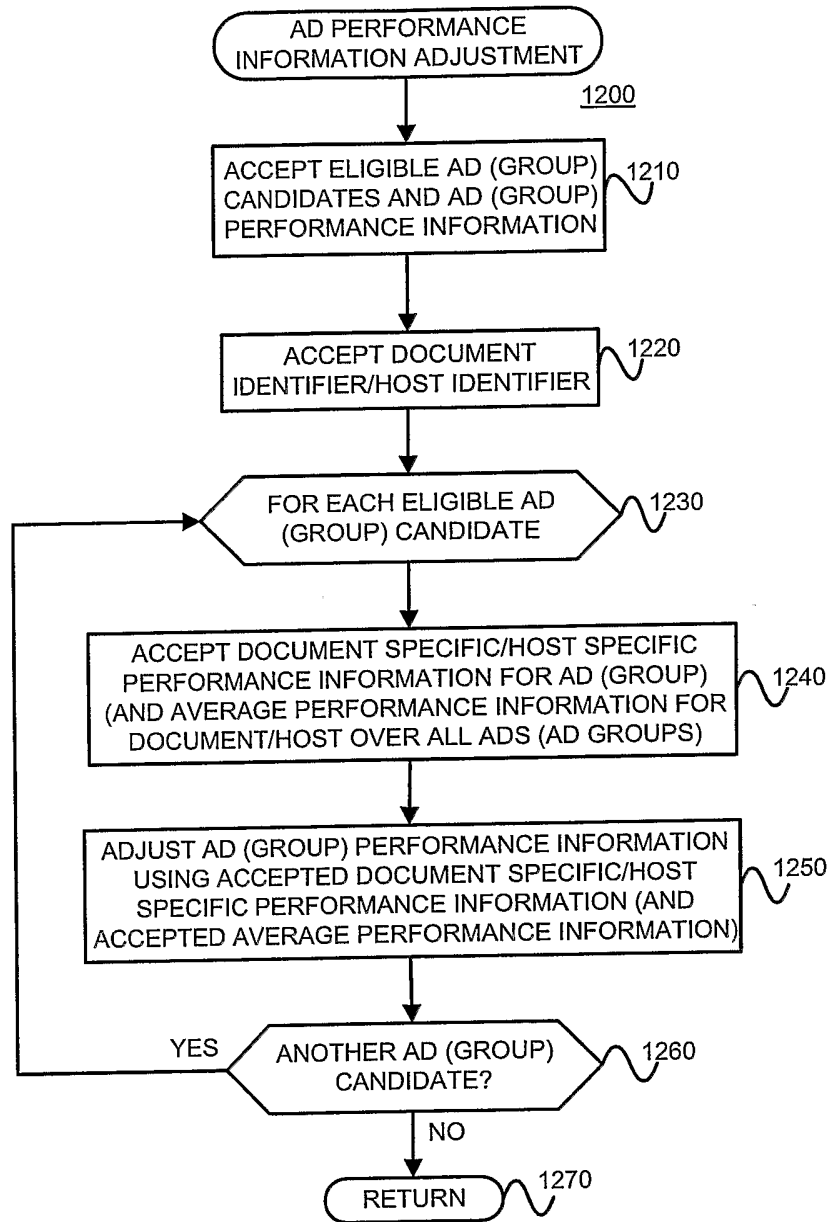 AD PERFORMANCE
INFORMATION ADJUSTMENT
1200
ACCEPT ELIGIBLE AD (GROUP)
CANDIDATES AND AD (GROUP)
PERFORMANCE INFORMATION
1210
ACCEPT DOCUMENT
IDENTIFIER/HOST IDENTIFIER
1220
FOR EACH ELIGIBLE AD
(GROUP) CANDIDATE
1230
ACCEPT DOCUMENT SPECIFIC/HOST SPECIFIC
PERFORMANCE INFORMATION FOR AD (GROUP)
(AND AVERAGE PERFORMANCE INFORMATION FOR
DOCUMENT/HOST OVER ALL ADS (AD GROUPS)
1240
ADJUST AD (GROUP) PERFORMANCE INFORMATION
USING ACCEPTED DOCUMENT SPECIFIC/HOST
SPECIFIC PERFORMANCE INFORMATION (AND
ACCEPTED AVERAGE PERFORMANCE INFORMATION)
1250
YES
ANOTHER AD (GROUP)
CANDIDATE?
1260
NO
RETURN
1270